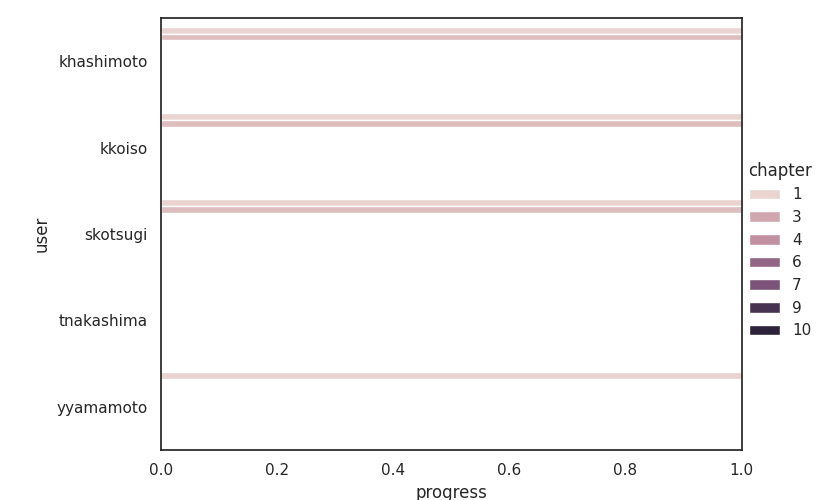 khashimoto
kkoiso
skotsugi
tnakashima
yyamamoto
user
0.0 0.2 0.4 0.6 0.8 1.0
progress
chapter
1
3
4
6
7
9
10